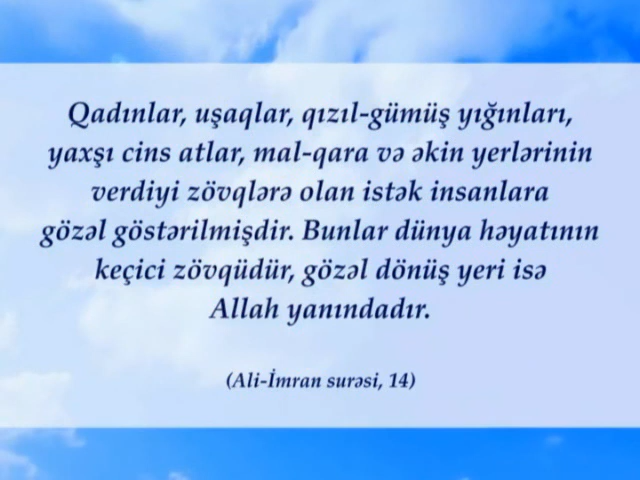 Qadınlar, uşaqlar, qızıl-gümüş yığınları,
yaxşı cins atlar, mal-qara və əkin yerlərinin
verdiyi zövqlərə olan istək insanlara
gözəl göstərilmişdir. Bunlar dünya həyatının
keçici zövqüdür, gözəl dönüş yeri isə
Allah yanındadır.
(Ali-İmran surəsi, 14)